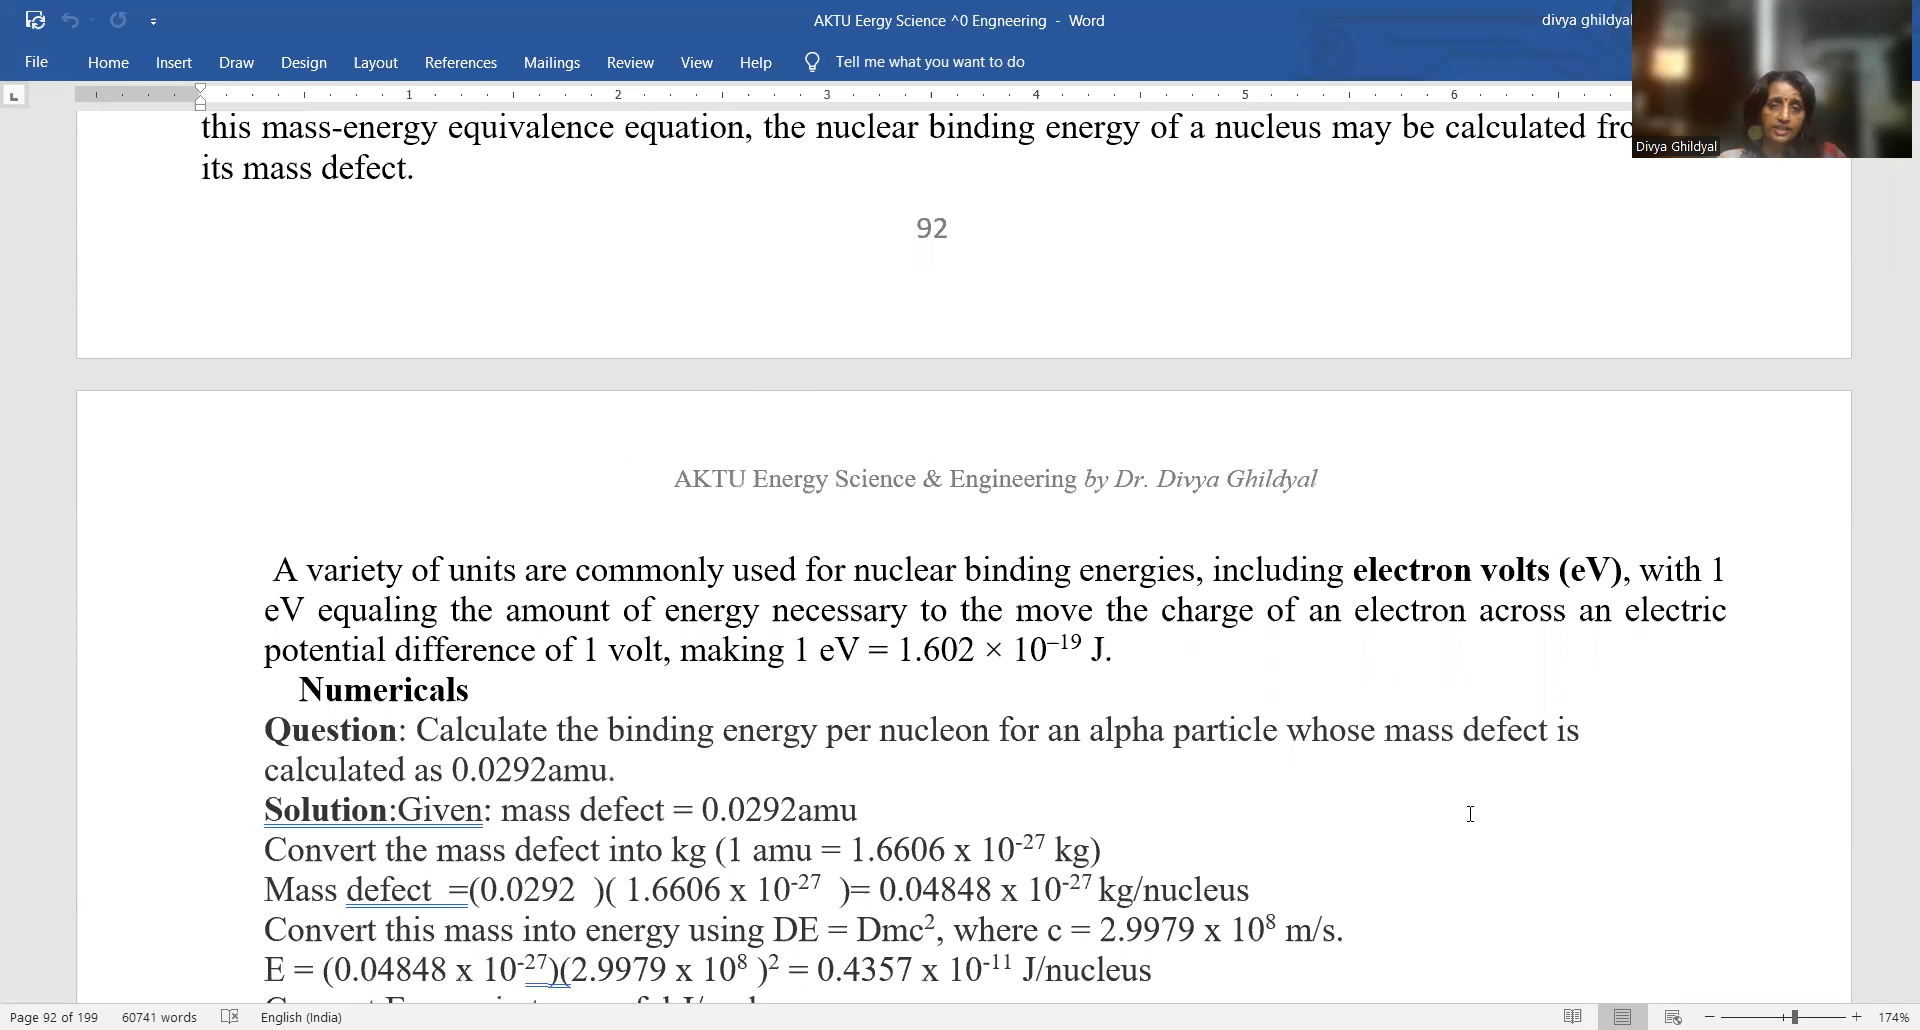 AKTU Eergy Science ^0 Engneering - Word
divya ghildyal
File Home Insert Draw Design Layout References Mailings Review View Help Tell me what you want to do
1 2 3 4 5 6
Divya Ghildyal
this mass-energy equivalence equation, the nuclear binding energy of a nucleus may be calculated fro
its mass defect.
92
AKTU Energy Science & Engineering by Dr. Divya Ghildyal
A variety of units are commonly used for nuclear binding energies, including electron volts (eV), with 1
eV equaling the amount of energy necessary to the move the charge of an electron across an electric
potential difference of 1 volt, making 1 eV = 1.602 × 10⁻¹⁹ J.
Numericals
Question: Calculate the binding energy per nucleon for an alpha particle whose mass defect is
calculated as 0.0292amu.
Solution:Given: mass defect = 0.0292amu
Convert the mass defect into kg (1 amu = 1.6606 x 10⁻²⁷ kg)
Mass defect =(0.0292 )( 1.6606 x 10⁻²⁷ )= 0.04848 x 10⁻²⁷ kg/nucleus
Convert this mass into energy using DE = Dmc², where c = 2.9979 x 10⁸ m/s.
E = (0.04848 x 10⁻²⁷)(2.9979 x 10⁸ )² = 0.4357 x 10⁻¹¹ J/nucleus
Page 92 of 199 60741 words English (India) 174%